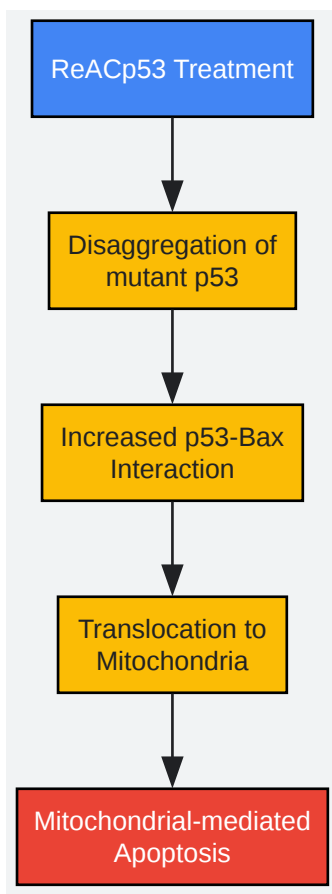 ReACp53 Treatment
Disaggregation of
mutant p53
Increased p53-Bax
Interaction
Translocation to
Mitochondria
Mitochondrial-mediated
Apoptosis